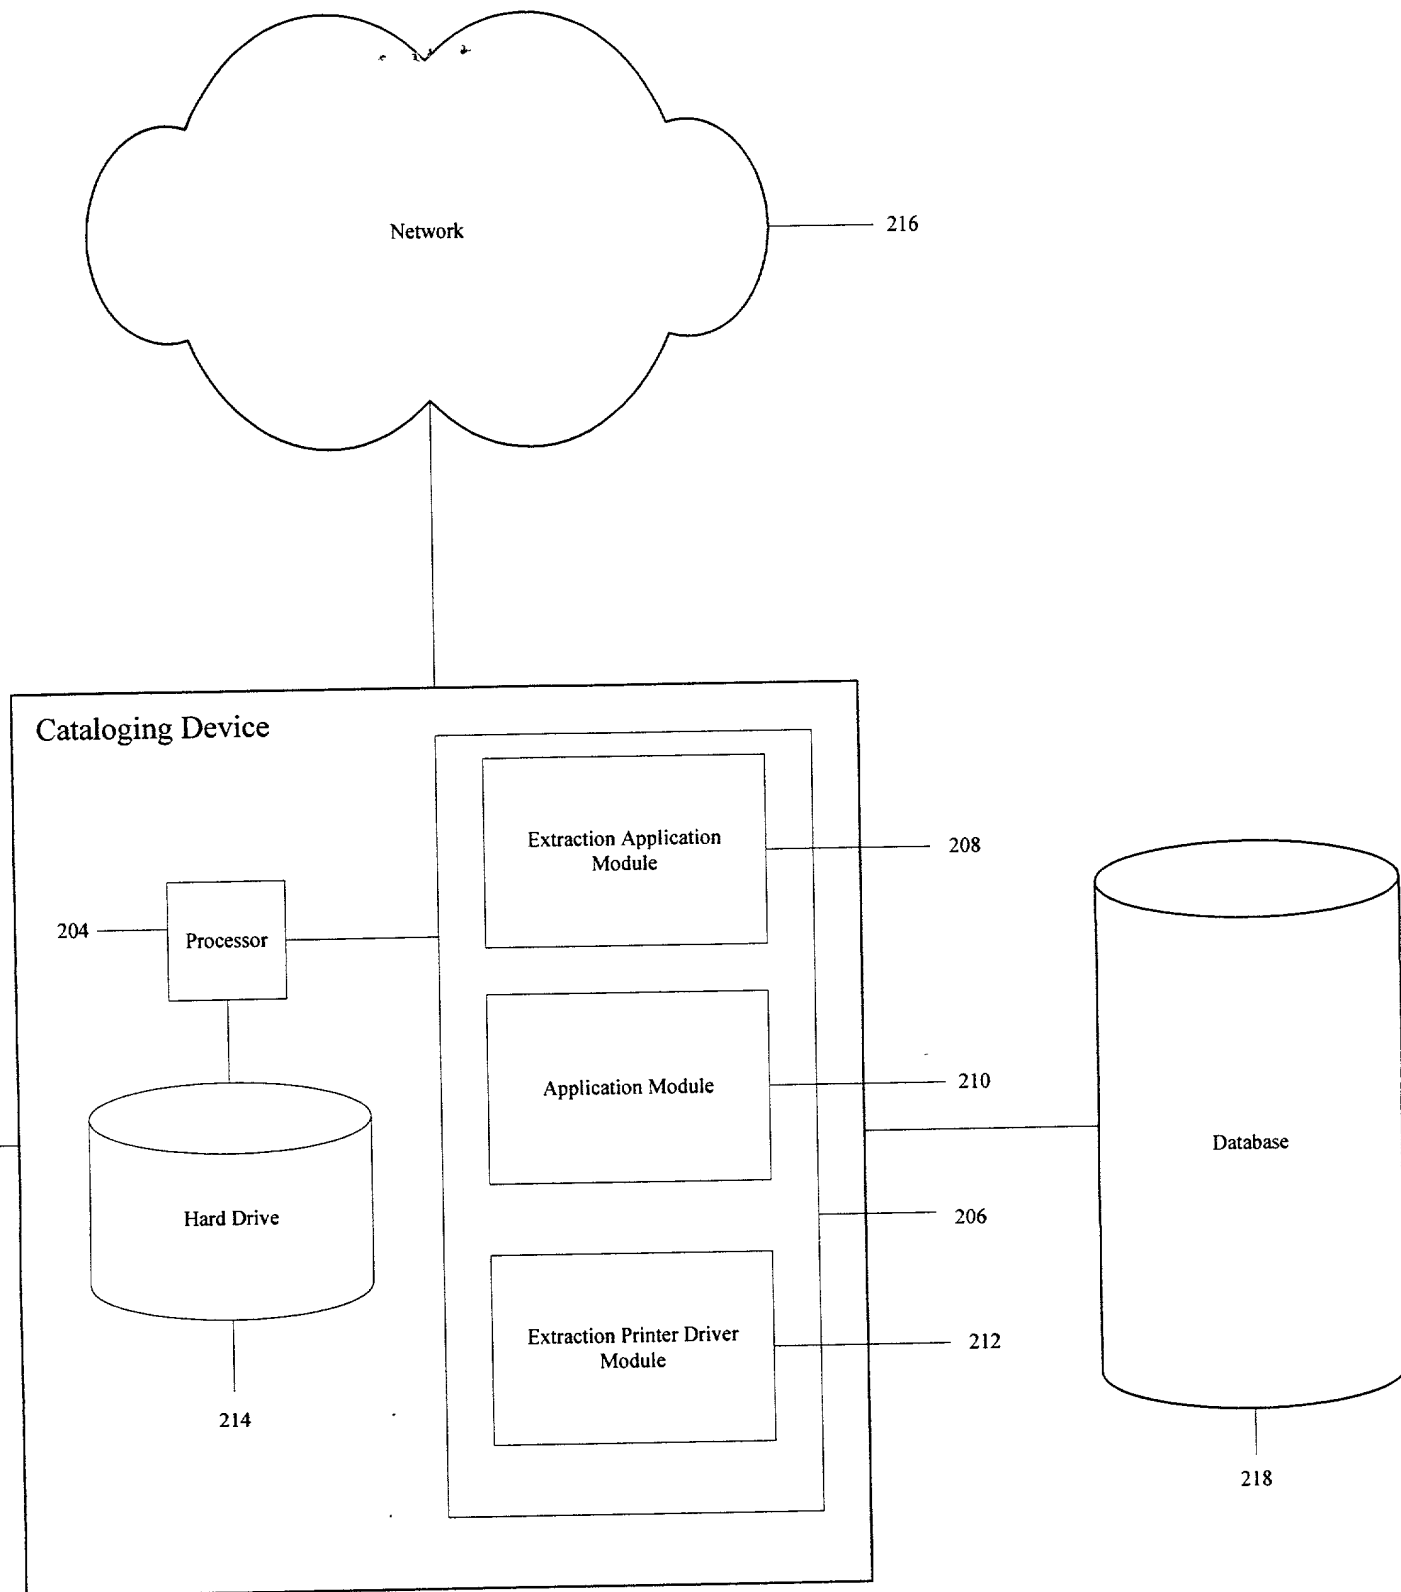 Network
216
Cataloging Device
Extraction Application
Module
208
204
Processor
Application Module
210
Database
Hard Drive
206
Extraction Printer Driver
Module
212
214
218